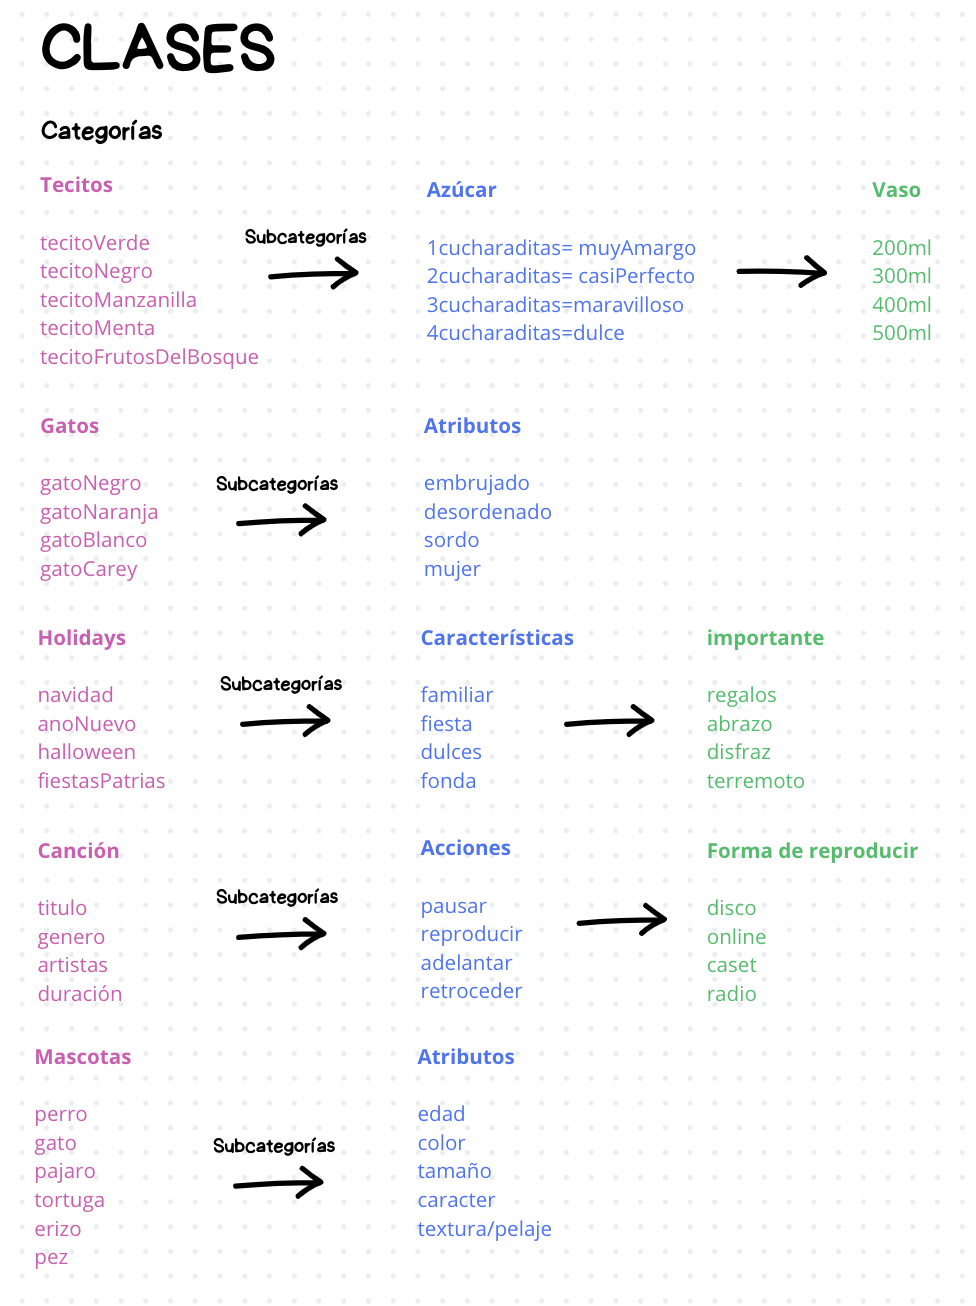 CLASES
Categorías
Tecitos
tecitoVerde
tecitoNegro
tecitoManzanilla
tecitoMenta
tecitoFrutosDelBosque
Subcategorías
Azúcar
1cucharaditas= muyAmargo
2cucharaditas= casiPerfecto
3cucharaditas=maravilloso
4cucharaditas=dulce
Vaso
200ml
300ml
400ml
500ml
Gatos
gatoNegro
gatoNaranja
gatoBlanco
gatoCarey
Subcategorías
Atributos
embrujado
desordenado
sordo
mujer
Holidays
navidad
anoNuevo
halloween
fiestasPatrias
Subcategorías
Características
familiar
fiesta
dulces
fonda
importante
regalos
abrazo
disfraz
terremoto
Canción
titulo
genero
artistas
duración
Subcategorías
Acciones
pausar
reproducir
adelantar
retroceder
Forma de reproducir
disco
online
caset
radio
Mascotas
perro
gato
pajaro
tortuga
erizo
pez
Subcategorías
Atributos
edad
color
tamaño
caracter
textura/pelaje